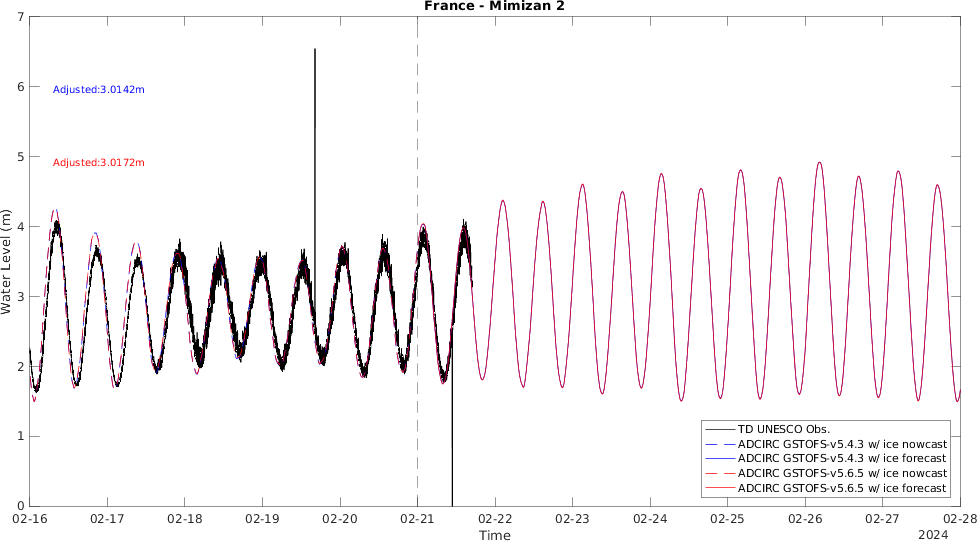 France - Mimizan 2
7
6
5
4
3
2
1
0
Water Level (m)
Adjusted:3.0142m
Adjusted:3.0172m
TD UNESCO Obs.
ADCIRC GSTOFS-v5.4.3 w/ ice nowcast
ADCIRC GSTOFS-v5.4.3 w/ ice forecast
ADCIRC GSTOFS-v5.6.5 w/ ice nowcast
ADCIRC GSTOFS-v5.6.5 w/ ice forecast
02-16 02-17 02-18 02-19 02-20 02-21 02-22 02-23 02-24 02-25 02-26 02-27 02-28
Time
2024